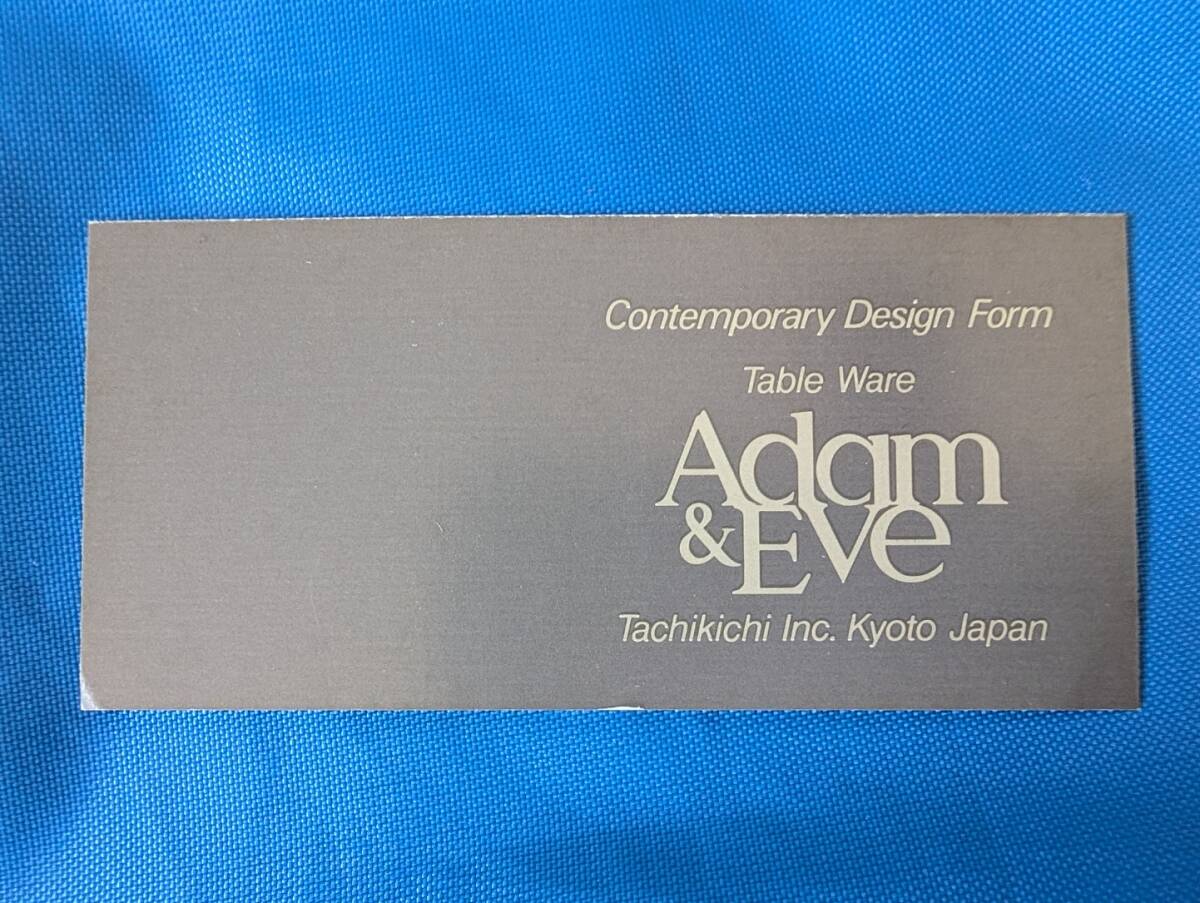 Contemporary Design Form
Table Ware
Adam
& Eve
Tachikichi Inc. Kyoto Japan